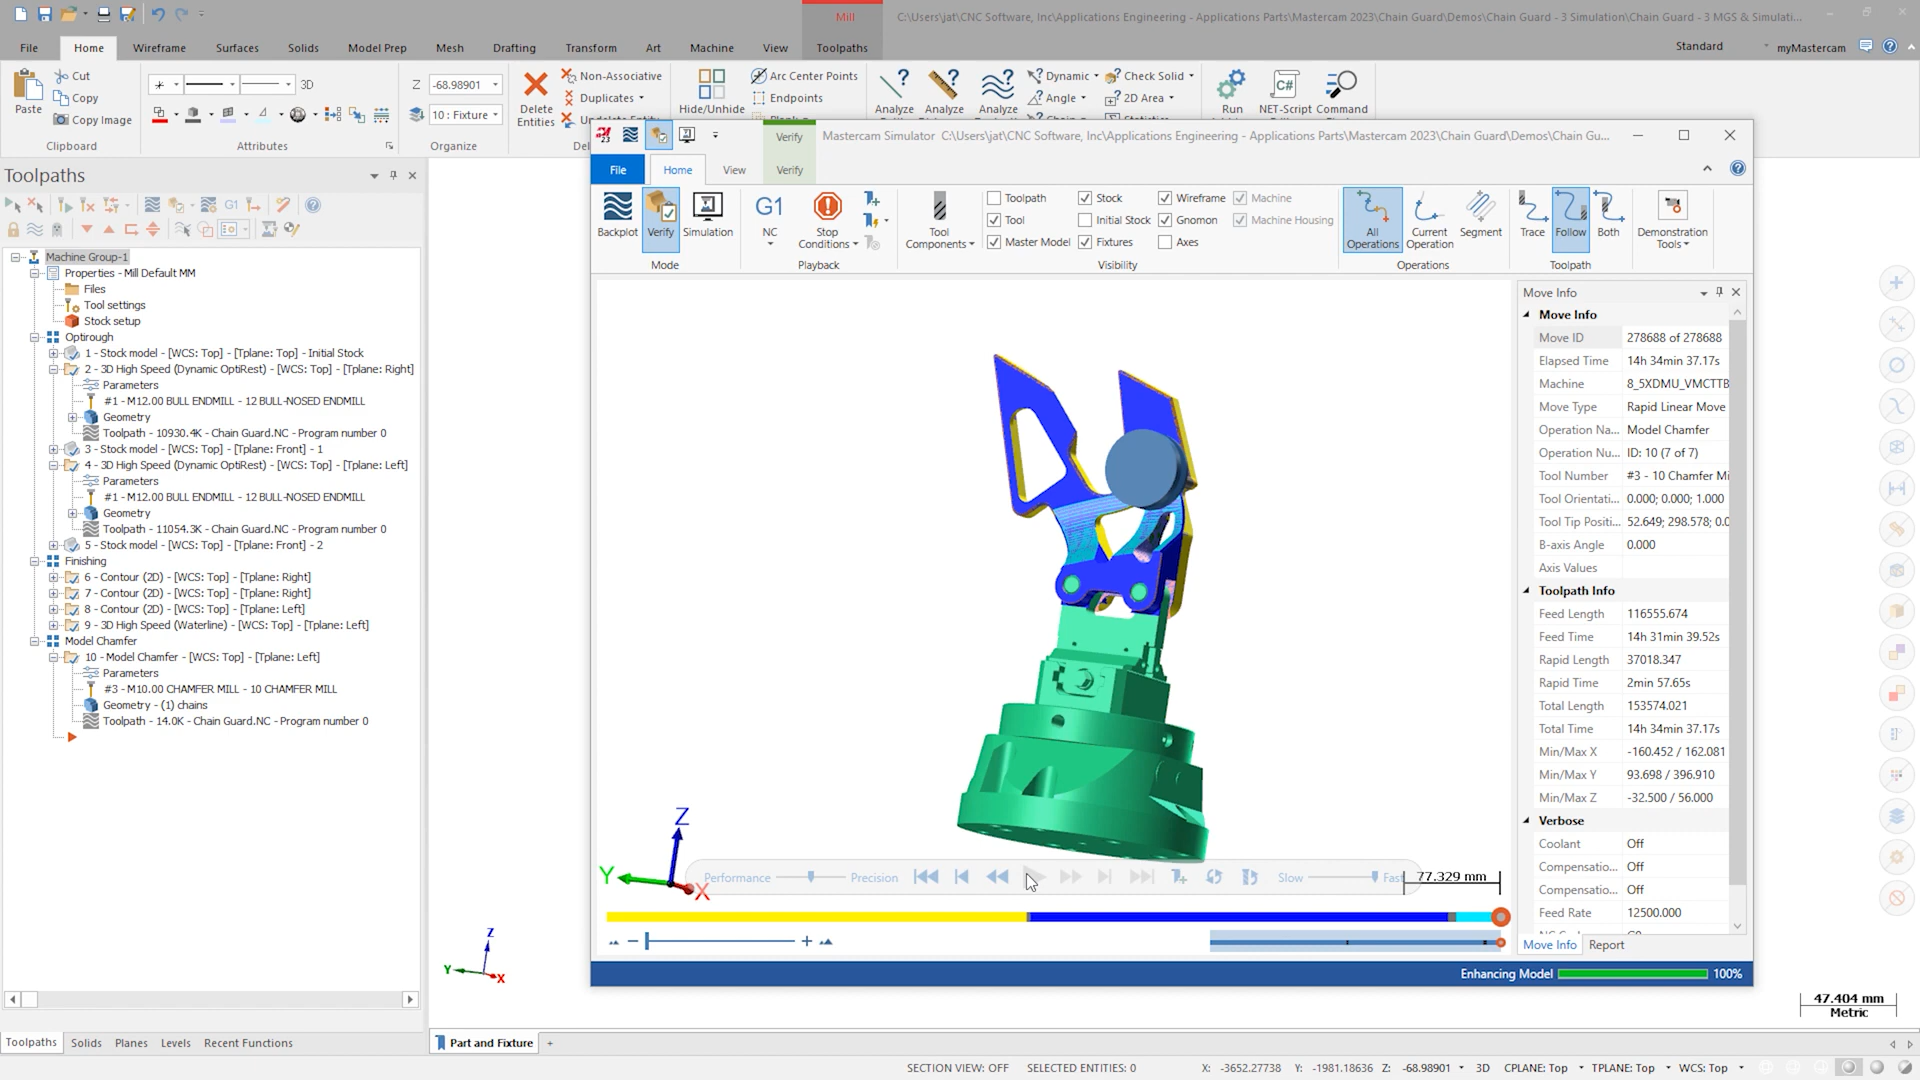 Mill
C:\Users\jat\CNC Software, Inc\Applications Engineering - Applications Parts\Mastercam 2023\Chain Guard\Demos\Chain Guard - 3 Simulation\Chain Guard - 3 MGS & Simulati...
File Home Wireframe Surfaces Solids Model Prep Mesh Drafting Transform Art Machine View Toolpaths
Standard myMastercam
Paste
Cut
Copy
Copy Image
Clipboard
3D
Attributes
Z -68.98901
10 : Fixture
Organize
Delete Entities
Non-Associative
Duplicates
Hide/Unhide
Arc Center Points
Endpoints
Analyze Analyze Analyze
Dynamic
Angle
Check Solid
2D Area
Run NET-Script Command
Toolpaths
G1
Machine Group-1
Properties - Mill Default MM
Files
Tool settings
Stock setup
Optirough
1 - Stock model - [WCS: Top] - [Tplane: Top] - Initial Stock
2 - 3D High Speed (Dynamic OptiRest) - [WCS: Top] - [Tplane: Right]
Parameters
#1 - M12.00 BULL ENDMILL - 12 BULL-NOSED ENDMILL
Geometry
Toolpath - 10930.4K - Chain Guard.NC - Program number 0
3 - Stock model - [WCS: Top] - [Tplane: Front] - 1
4 - 3D High Speed (Dynamic OptiRest) - [WCS: Top] - [Tplane: Left]
Parameters
#1 - M12.00 BULL ENDMILL - 12 BULL-NOSED ENDMILL
Geometry
Toolpath - 11054.3K - Chain Guard.NC - Program number 0
5 - Stock model - [WCS: Top] - [Tplane: Front] - 2
Finishing
6 - Contour (2D) - [WCS: Top] - [Tplane: Right]
7 - Contour (2D) - [WCS: Top] - [Tplane: Right]
8 - Contour (2D) - [WCS: Top] - [Tplane: Left]
9 - 3D High Speed (Waterline) - [WCS: Top] - [Tplane: Left]
Model Chamfer
10 - Model Chamfer - [WCS: Top] - [Tplane: Left]
Parameters
#3 - M10.00 CHAMFER MILL - 10 CHAMFER MILL
Geometry - (1) chains
Toolpath - 14.0K - Chain Guard.NC - Program number 0
Verify
Mastercam Simulator C:\Users\jat\CNC Software, Inc\Applications Engineering - Applications Parts\Mastercam 2023\Chain Guard\Demos\Chain Gu...
File Home View Verify
Backplot Verify Simulation
Mode
G1
NC
Stop Conditions
Playback
Tool Components
Toolpath
Tool
Master Model
Stock
Initial Stock
Fixtures
Wireframe
Gnomon
Axes
Machine
Machine Housing
Visibility
All Operations
Current Operation
Segment
Operations
Trace Follow Both
Toolpath
Demonstration Tools
Move Info
Move Info
Move ID 278688 of 278688
Elapsed Time 14h 34min 37.17s
Machine 8_5XDMU_VMCTTB
Move Type Rapid Linear Move
Operation Na... Model Chamfer
Operation Nu... ID: 10 (7 of 7)
Tool Number #3 - 10 Chamfer Mi
Tool Orientati... 0.000; 0.000; 1.000
Tool Tip Positi... 52.649; 298.578; 0.0
B-axis Angle 0.000
Axis Values
Toolpath Info
Feed Length 116555.674
Feed Time 14h 31min 39.52s
Rapid Length 37018.347
Rapid Time 2min 57.65s
Total Length 153574.021
Total Time 14h 34min 37.17s
Min/Max X -160.452 / 162.081
Min/Max Y 93.698 / 396.910
Min/Max Z -32.500 / 56.000
Verbose
Coolant Off
Compensatio... Off
Compensatio... Off
Feed Rate 12500.000
Move Info Report
Z
Y
X
Performance Precision Slow Fast
77.329 mm
Enhancing Model 100%
Z
Y
X
47.404 mm
Metric
Toolpaths Solids Planes Levels Recent Functions
Part and Fixture +
SECTION VIEW: OFF SELECTED ENTITIES: 0 X: -3652.27738 Y: -1981.18636 Z: -68.98901 3D CPLANE: Top TPLANE: Top WCS: Top